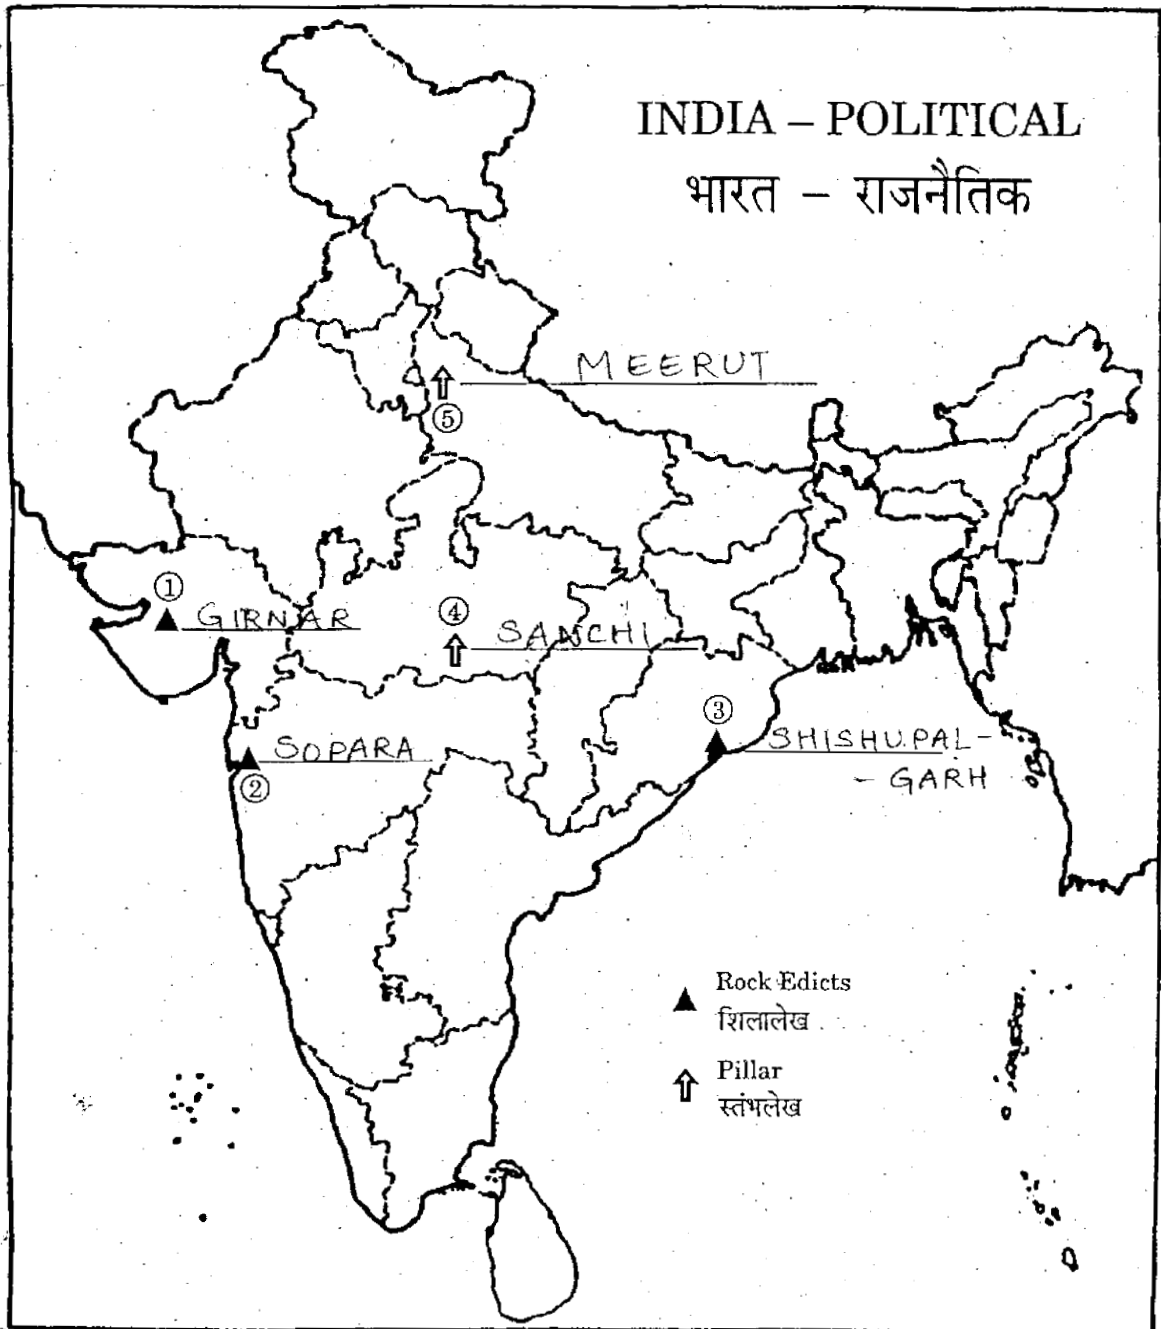 INDIA – POLITICAL
भारत – राजनैतिक
MEERUT
⑤
①
GIRNAR
④
SANCHI
③
SHISHUPAL-
- GARH
SOPARA
②
Rock Edicts
शिलालेख
Pillar
स्तंभलेख